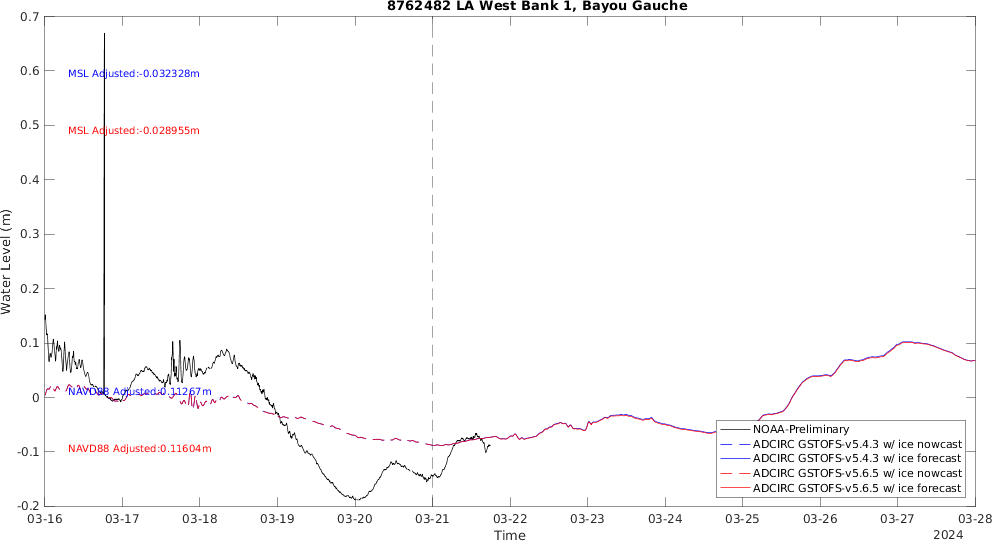 8762482 LA West Bank 1, Bayou Gauche
0.7
0.6
0.5
0.4
0.3
0.2
0.1
0
-0.1
-0.2
Water Level (m)
MSL Adjusted:-0.032328m
MSL Adjusted:-0.028955m
NAVD88 Adjusted:0.11267m
NAVD88 Adjusted:0.11604m
NOAA-Preliminary
ADCIRC GSTOFS-v5.4.3 w/ ice nowcast
ADCIRC GSTOFS-v5.4.3 w/ ice forecast
ADCIRC GSTOFS-v5.6.5 w/ ice nowcast
ADCIRC GSTOFS-v5.6.5 w/ ice forecast
03-16 03-17 03-18 03-19 03-20 03-21 03-22 03-23 03-24 03-25 03-26 03-27 03-28
Time
2024